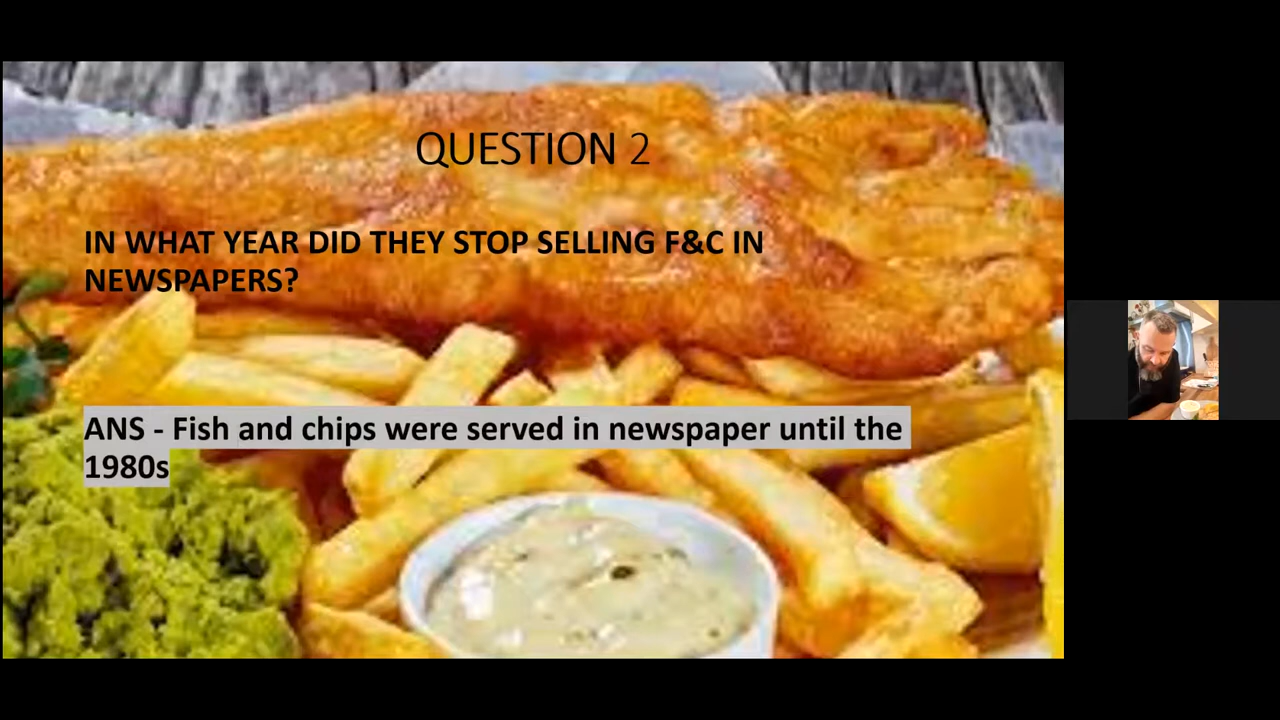 QUESTION 2
IN WHAT YEAR DID THEY STOP SELLING F&C IN
NEWSPAPERS?
ANS - Fish and chips were served in newspaper until the
1980s